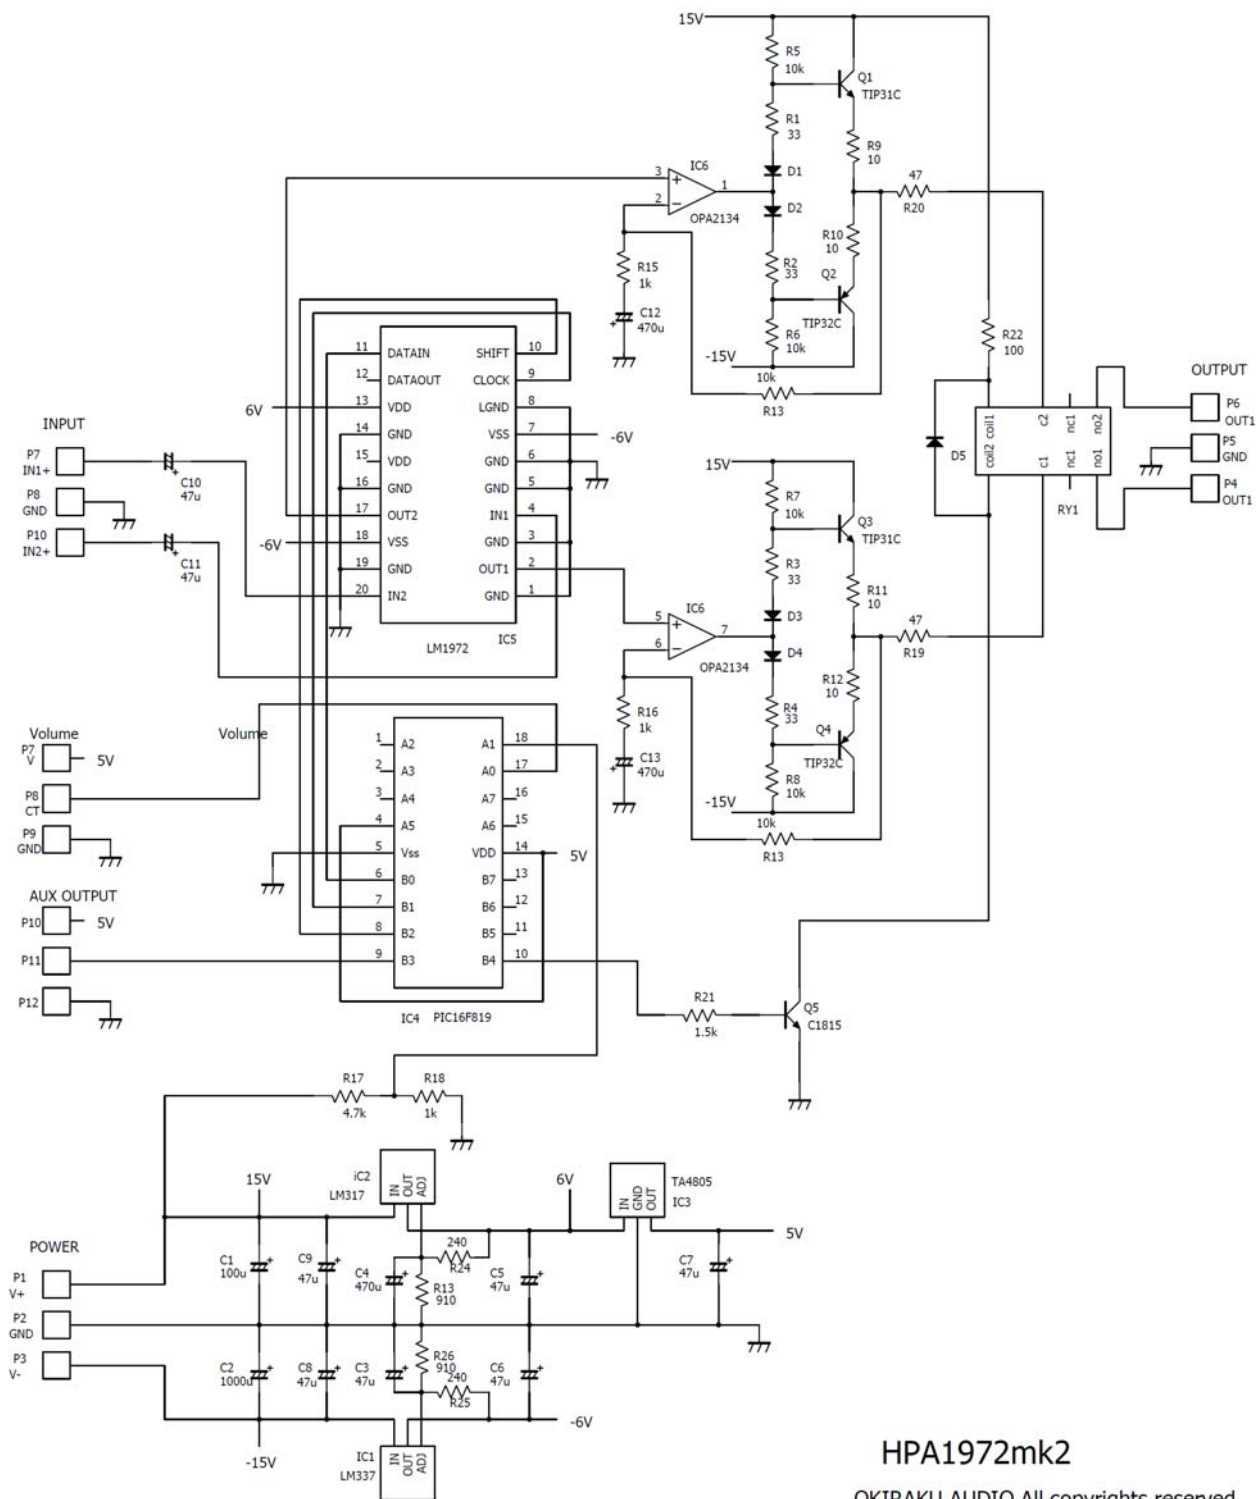 15V
R5
10k
Q1
TIP31C
R1
33
R9
10
IC6
D1
3
1
2
47
R20
OPA2134
D2
R10
10
R15
1k
R2
33
Q2
C12
470u
TIP32C
R6
10k
-15V
10k
R13
R22
100
11 DATAIN SHIFT 10
12 DATAOUT CLOCK 9
6V 13 VDD LGND 8
14 GND VSS 7 -6V
15 VDD GND 6
16 GND GND 5
17 OUT2 IN1 4
-6V 18 VSS GND 3
19 GND OUT1 2
20 IN2 GND 1
IC5
LM1972
INPUT
P7
IN1+
C10
47u
P8
GND
P10
IN2+
C11
47u
OUTPUT
P6
OUT1
P5
GND
P4
OUT1
coil1
c2
nc1
no2
coil2
c1
nc1
no1
D5
RY1
15V
R7
10k
Q3
TIP31C
R3
33
R11
10
IC6
D3
5
7
6
47
R19
OPA2134
D4
R12
10
R16
1k
R4
33
Q4
C13
470u
TIP32C
R8
10k
-15V
10k
R13
Volume
Volume
P7
V
5V
P8
CT
P9
GND
1 A2 A1 18
2 A3 A0 17
3 A4 A7 16
4 A5 A6 15
5 Vss VDD 14 5V
6 B0 B7 13
7 B1 B6 12
8 B2 B5 11
9 B3 B4 10
IC4 PIC16F819
AUX OUTPUT
P10
5V
P11
P12
R21
1.5k
Q5
C1815
R17
4.7k
R18
1k
15V
iC2
LM317
IN
OUT
ADJ
6V
TA4805
IC3
IN
GND
OUT
5V
POWER
P1
V+
P2
GND
P3
V-
C1
100u
C9
47u
C4
470u
240
R24
R13
910
C5
47u
C7
47u
C2
1000u
C8
47u
C3
47u
R26
910
240
R25
C6
47u
-6V
-15V
IC1
LM337
IN
OUT
ADJ
HPA1972mk2
OKIRAKU AUDIO All copyrights reserved